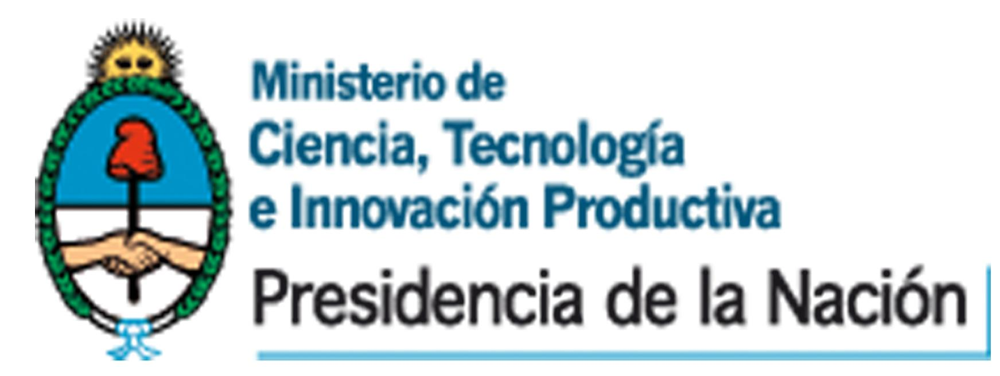 Ministerio de
Ciencia, Tecnología
e Innovación Productiva
Presidencia de la Nación